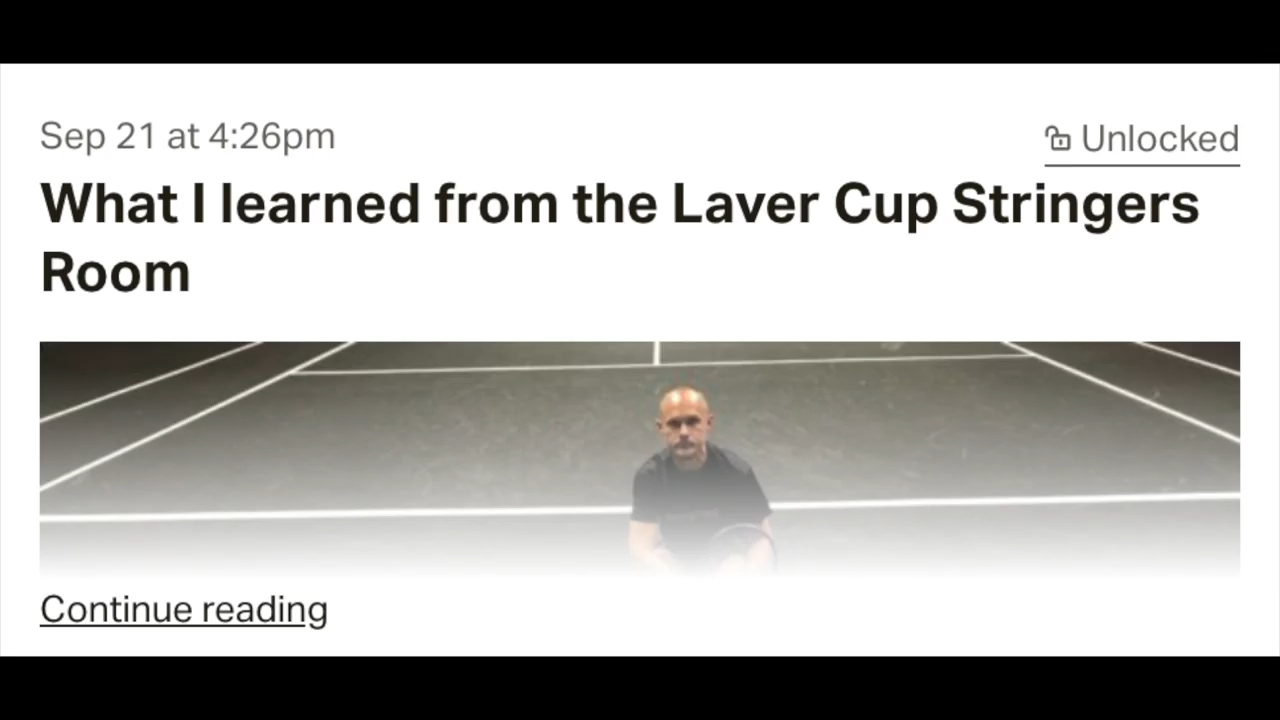 Sep 21 at 4:26pm
Unlocked
What I learned from the Laver Cup Stringers
Room
Continue reading